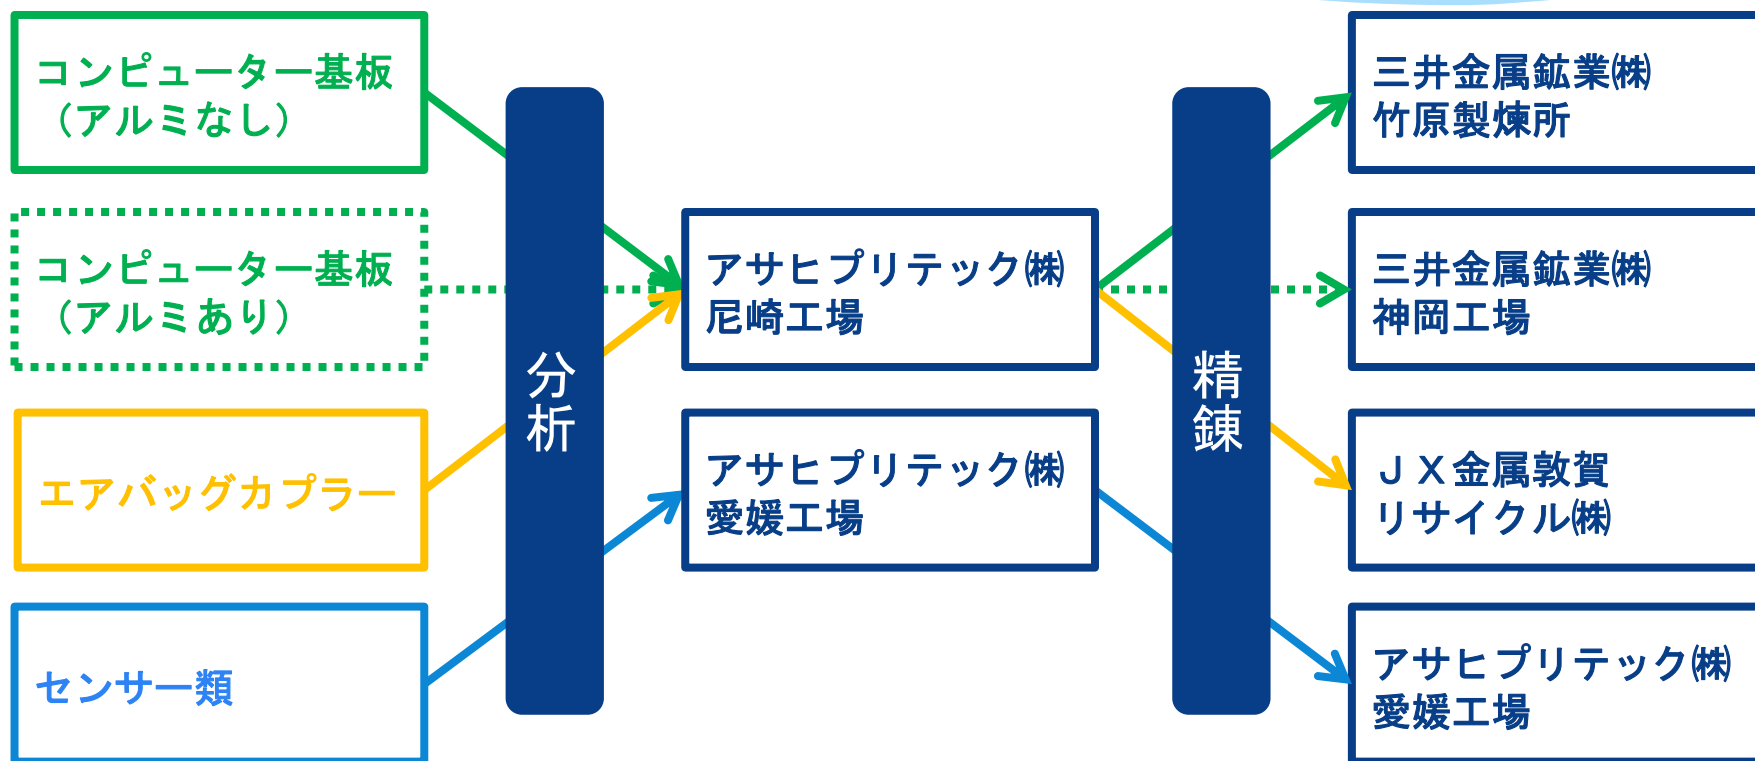 コンピューター基板
（アルミなし）
コンピューター基板
（アルミあり）
エアバッグカプラー
センサー類
分析
アサヒプリテック㈱
尼崎工場
アサヒプリテック㈱
愛媛工場
精錬
三井金属鉱業㈱
竹原製煉所
三井金属鉱業㈱
神岡工場
ＪＸ金属敦賀
リサイクル㈱
アサヒプリテック㈱
愛媛工場